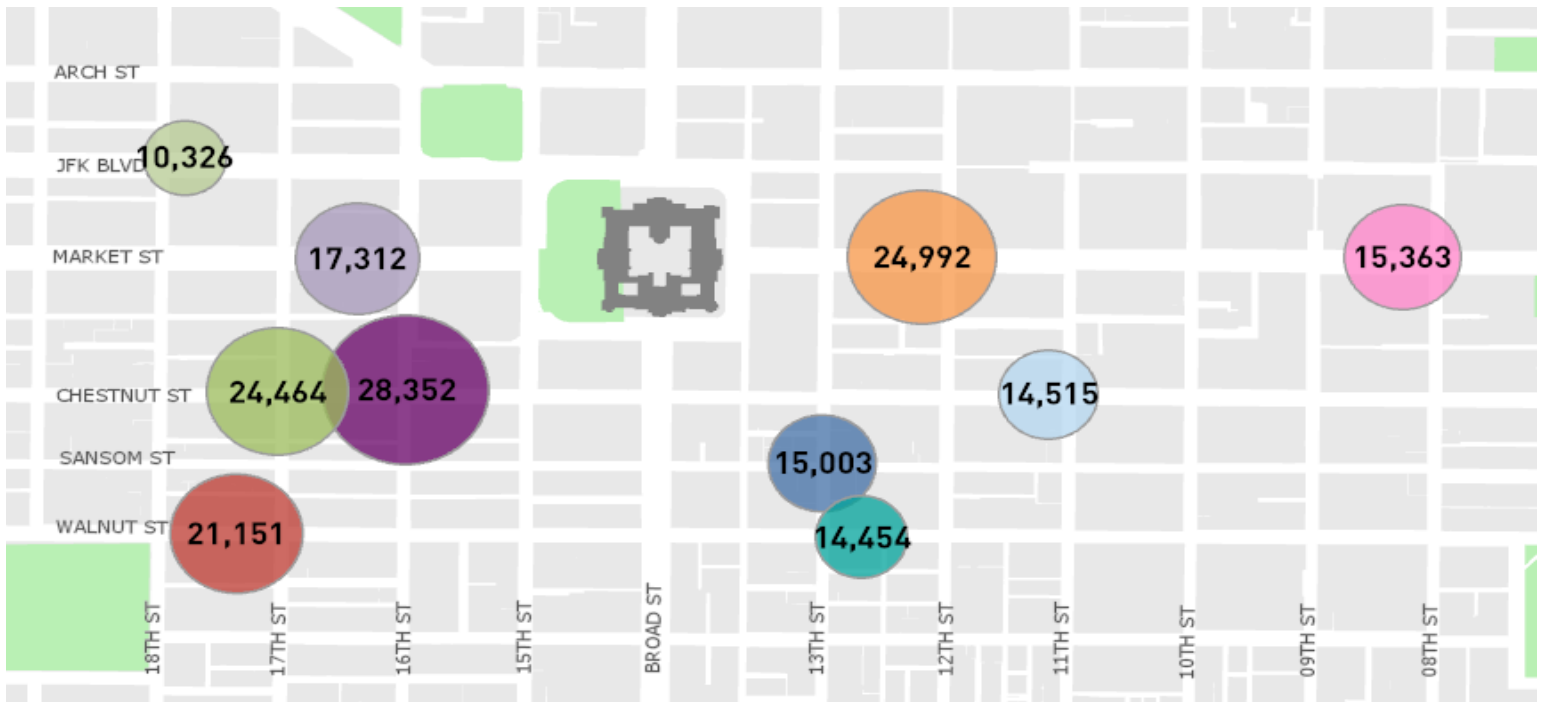 ARCH ST
10,326
JFK BLVD
MARKET ST
17,312
24,992
15,363
CHESTNUT ST
24,464
28,352
14,515
SANSOM ST
15,003
WALNUT ST
21,151
14,454
18TH ST
17TH ST
16TH ST
15TH ST
BROAD ST
13TH ST
12TH ST
11TH ST
10TH ST
09TH ST
08TH ST